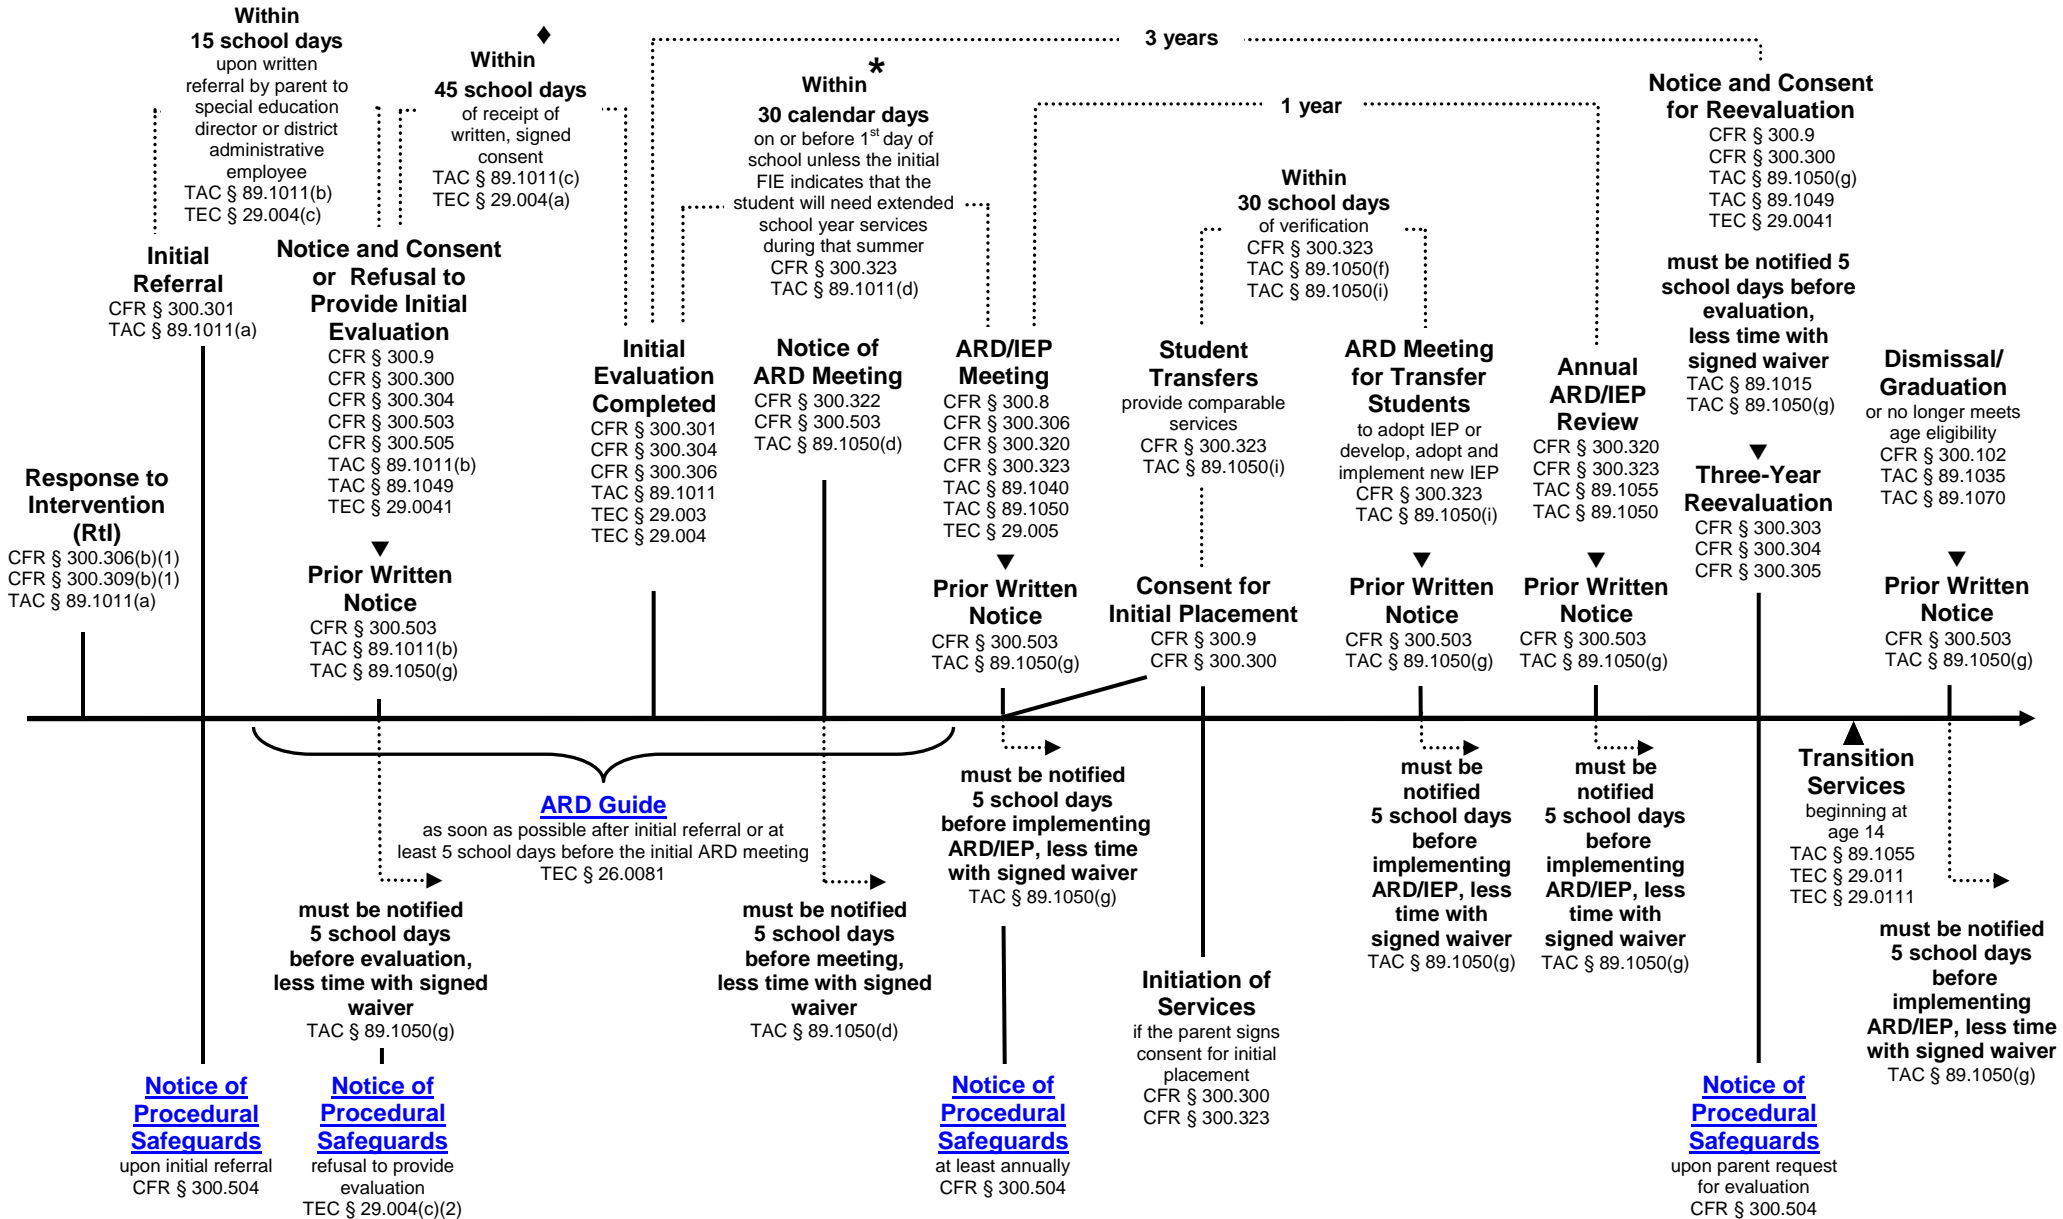 Within
15 school days
upon written
referral by parent to
special education
director or district
administrative
employee
TAC § 89.1011(b)
TEC § 29.004(c)
♦
Within
45 school days
of receipt of
written, signed
consent
TAC § 89.1011(c)
TEC § 29.004(a)
Within *
30 calendar days
on or before 1st day of
school unless the initial
FIE indicates that the
student will need extended
school year services
during that summer
CFR § 300.323
TAC § 89.1011(d)
3 years
1 year
Within
30 school days
of verification
CFR § 300.323
TAC § 89.1050(f)
TAC § 89.1050(i)
Notice and Consent
for Reevaluation
CFR § 300.9
CFR § 300.300
TAC § 89.1050(g)
TAC § 89.1049
TEC § 29.0041
must be notified 5
school days before
evaluation,
less time with
signed waiver
TAC § 89.1015
TAC § 89.1050(g)
Three-Year
Reevaluation
CFR § 300.303
CFR § 300.304
CFR § 300.305
Response to
Intervention
(RtI)
CFR § 300.306(b)(1)
CFR § 300.309(b)(1)
TAC § 89.1011(a)
Initial
Referral
CFR § 300.301
TAC § 89.1011(a)
Notice and Consent
or Refusal to
Provide Initial
Evaluation
CFR § 300.9
CFR § 300.300
CFR § 300.304
CFR § 300.503
CFR § 300.505
TAC § 89.1011(b)
TAC § 89.1049
TEC § 29.0041
Prior Written
Notice
CFR § 300.503
TAC § 89.1011(b)
TAC § 89.1050(g)
Initial
Evaluation
Completed
CFR § 300.301
CFR § 300.304
CFR § 300.306
TAC § 89.1011
TEC § 29.003
TEC § 29.004
Notice of
ARD Meeting
CFR § 300.322
CFR § 300.503
TAC § 89.1050(d)
ARD/IEP
Meeting
CFR § 300.8
CFR § 300.306
CFR § 300.320
CFR § 300.323
TAC § 89.1040
TAC § 89.1050
TEC § 29.005
Prior Written
Notice
CFR § 300.503
TAC § 89.1050(g)
Student
Transfers
provide comparable
services
CFR § 300.323
TAC § 89.1050(i)
Consent for
Initial Placement
CFR § 300.9
CFR § 300.300
ARD Meeting
for Transfer
Students
to adopt IEP or
develop, adopt and
implement new IEP
CFR § 300.323
TAC § 89.1050(i)
Prior Written
Notice
CFR § 300.503
TAC § 89.1050(g)
Annual
ARD/IEP
Review
CFR § 300.320
CFR § 300.323
TAC § 89.1055
TAC § 89.1050
Prior Written
Notice
CFR § 300.503
TAC § 89.1050(g)
Dismissal/
Graduation
or no longer meets
age eligibility
CFR § 300.102
TAC § 89.1035
TAC § 89.1070
Prior Written
Notice
CFR § 300.503
TAC § 89.1050(g)
ARD Guide
as soon as possible after initial referral or at
least 5 school days before the initial ARD meeting
TEC § 26.0081
must be notified
5 school days
before evaluation,
less time with signed
waiver
TAC § 89.1050(g)
must be notified
5 school days
before meeting,
less time with signed
waiver
TAC § 89.1050(d)
must be notified
5 school days
before implementing
ARD/IEP, less time
with signed waiver
TAC § 89.1050(g)
Initiation of
Services
if the parent signs
consent for initial
placement
CFR § 300.300
CFR § 300.323
must be
notified
5 school days
before
implementing
ARD/IEP, less
time with
signed waiver
TAC § 89.1050(g)
must be
notified
5 school days
before
implementing
ARD/IEP, less
time with
signed waiver
TAC § 89.1050(g)
Transition
Services
beginning at
age 14
TAC § 89.1055
TEC § 29.011
TEC § 29.0111
must be notified
5 school days
before
implementing
ARD/IEP, less time
with signed waiver
TAC § 89.1050(g)
Notice of
Procedural
Safeguards
upon initial referral
CFR § 300.504
Notice of
Procedural
Safeguards
refusal to provide
evaluation
TEC § 29.004(c)(2)
Notice of
Procedural
Safeguards
at least annually
CFR § 300.504
Notice of
Procedural
Safeguards
upon parent request
for evaluation
CFR § 300.504